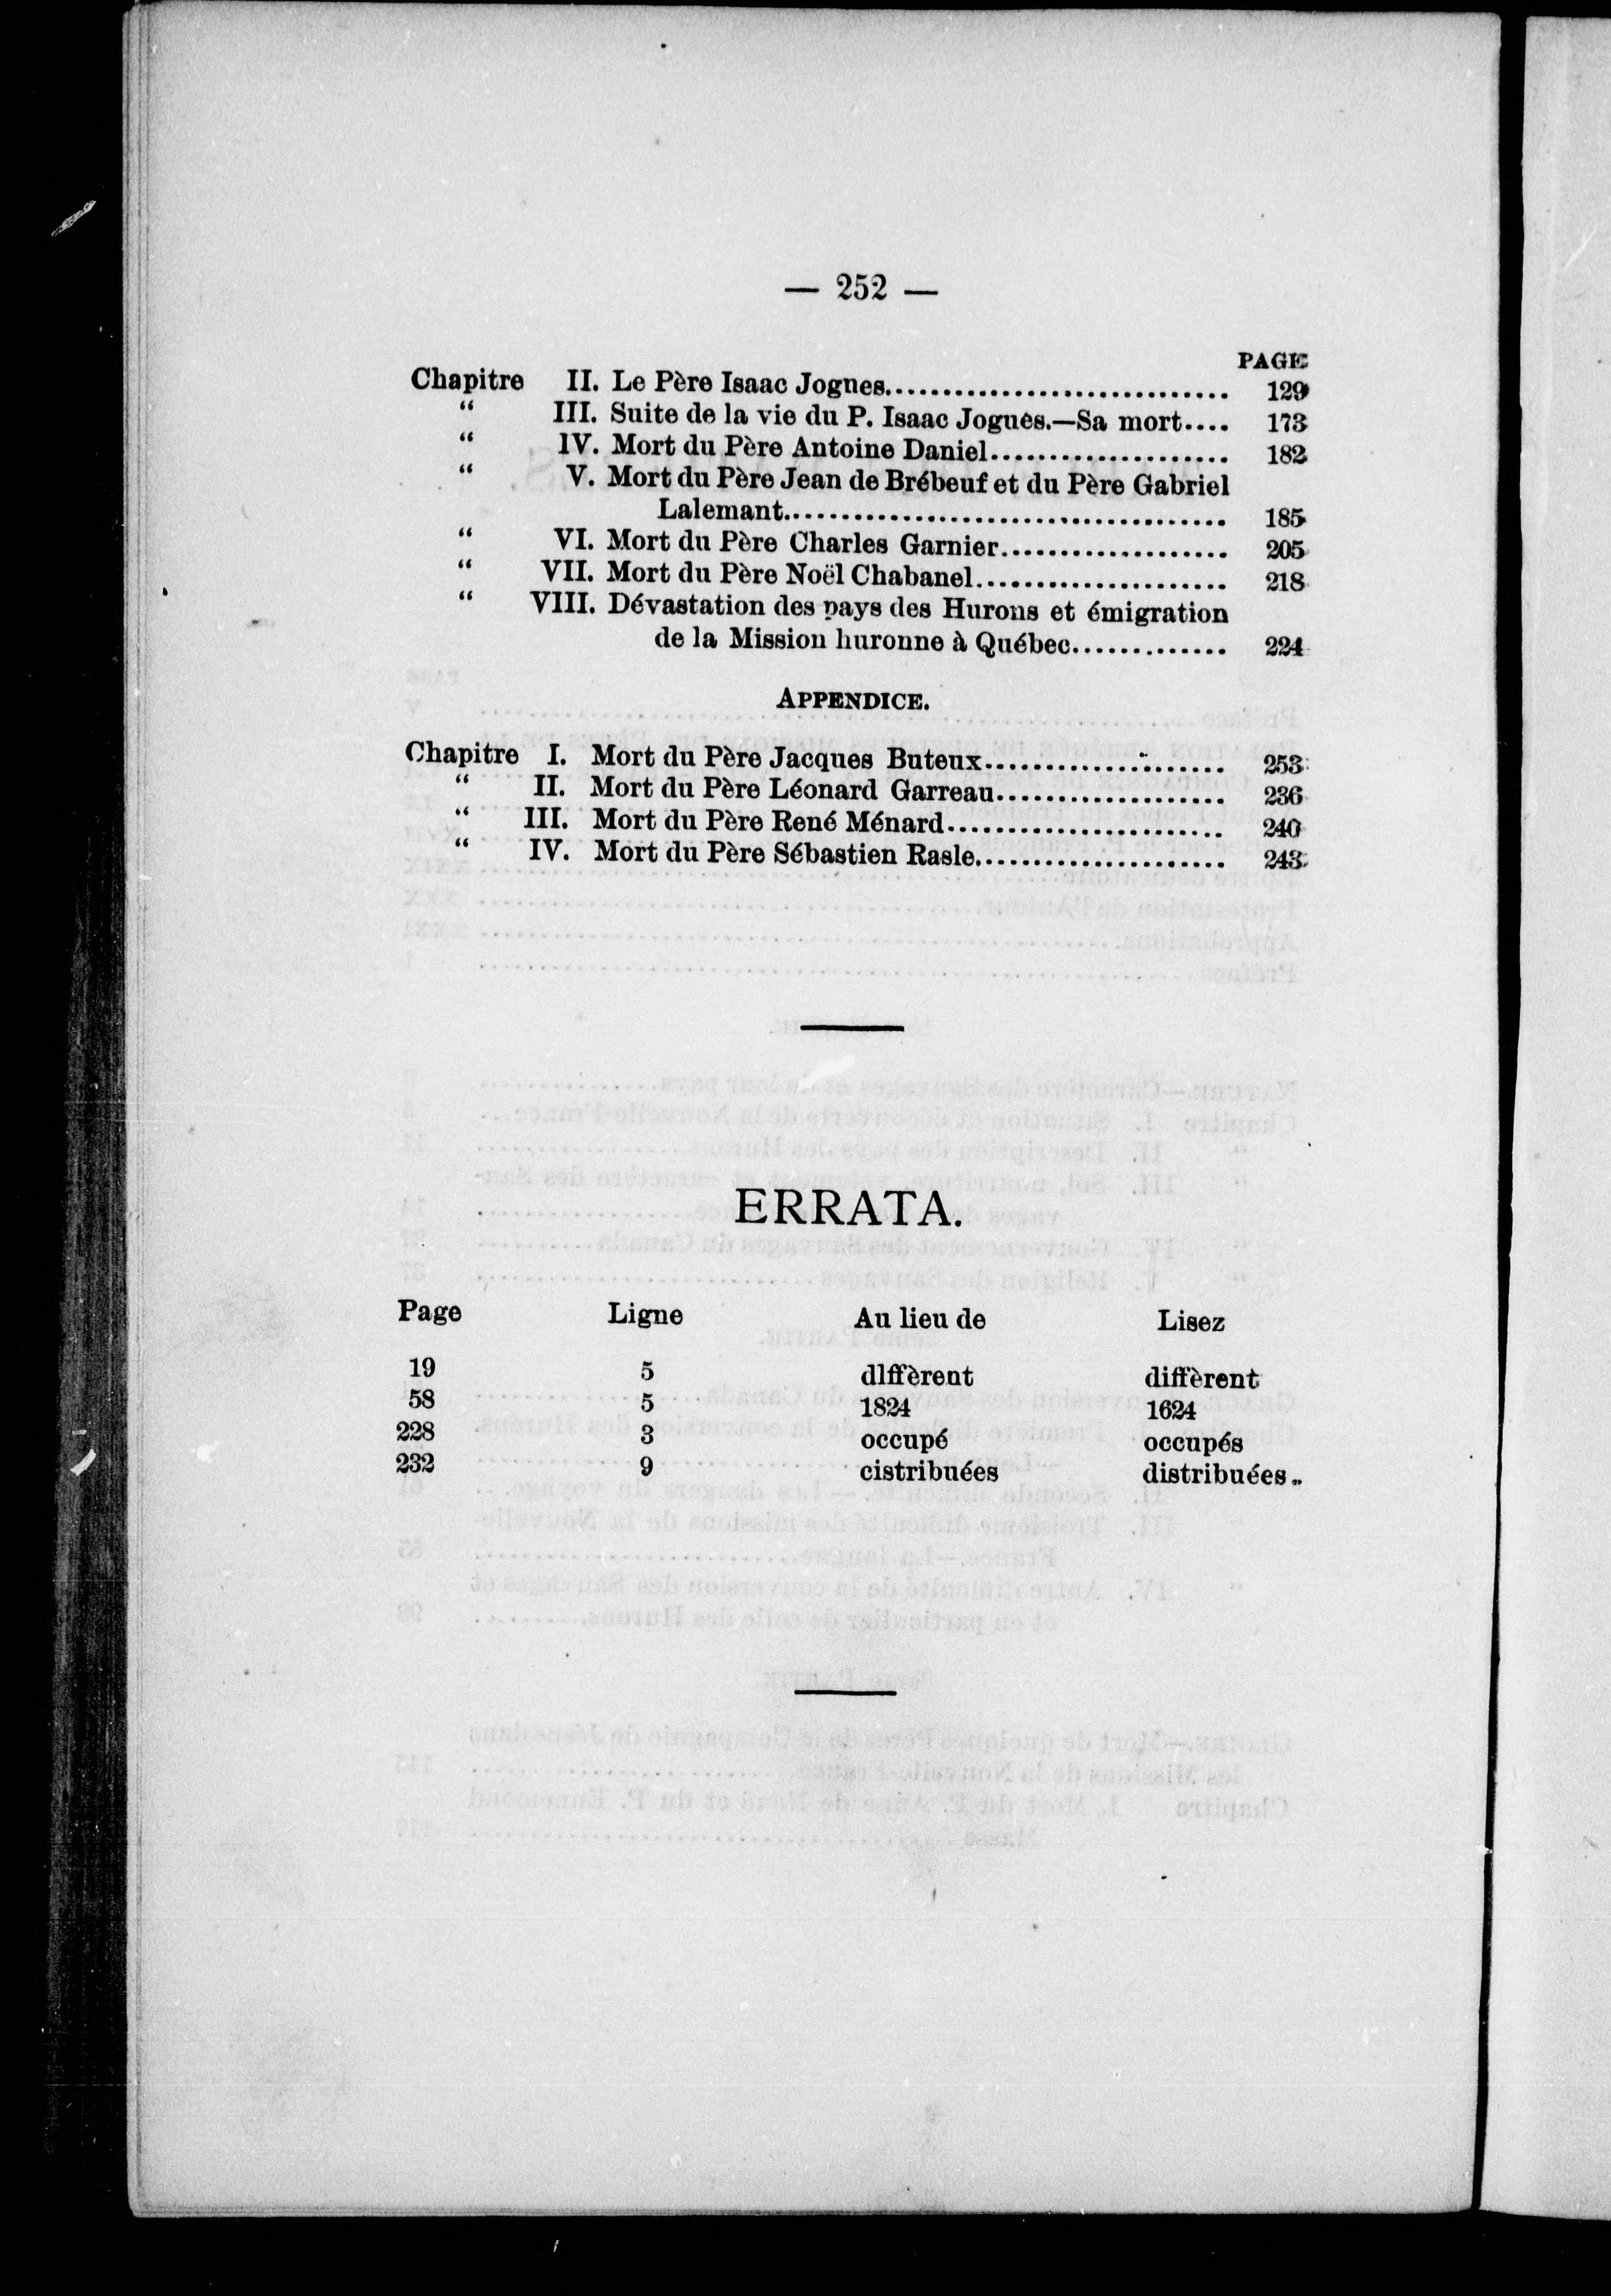 — 252 —
PAGE
Chapitre II. Le Père Isaac Jognes.............................. 129
“ III. Suite de la vie du P. Isaac Jogues.—Sa mort.... 173
“ IV. Mort du Père Antoine Daniel.................... 182
“ V. Mort du Père Jean de Brébeuf et du Père Gabriel
Lalemant...................................... 185
“ VI. Mort du Père Charles Garnier................... 205
“ VII. Mort du Père Noël Chabanel..................... 218
“ VIII. Dévastation des pays des Hurons et émigration
de la Mission huronne à Québec............. 224
APPENDICE.
Chapitre I. Mort du Père Jacques Buteux.................... 253
“ II. Mort du Père Léonard Garreau................... 236
“ III. Mort du Père René Ménard....................... 240
“ IV. Mort du Père Sébastien Rasle..................... 243
ERRATA.
Page Ligne Au lieu de Lisez
19 5 dlffèrent diffèrent
58 5 1824 1624
228 3 occupé occupés
232 9 cistribuées distribuées..